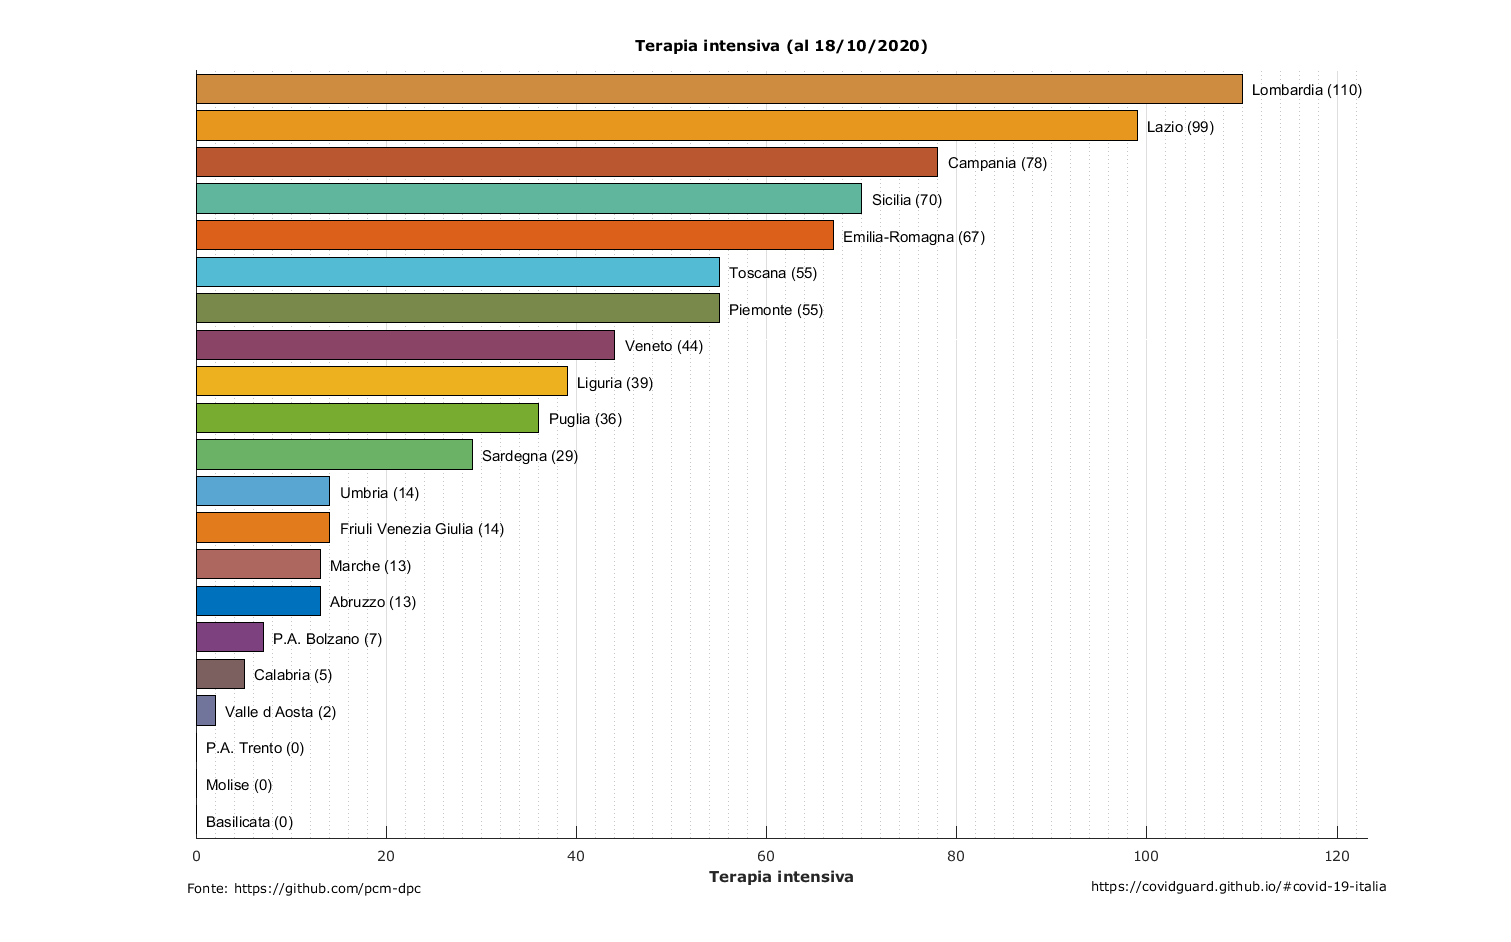 Terapia intensiva (al 18/10/2020)
Lombardia (110)
Lazio (99)
Campania (78)
Sicilia (70)
Emilia-Romagna (67)
Toscana (55)
Piemonte (55)
Veneto (44)
Liguria (39)
Puglia (36)
Sardegna (29)
Umbria (14)
Friuli Venezia Giulia (14)
Marche (13)
Abruzzo (13)
P.A. Bolzano (7)
Calabria (5)
Valle d Aosta (2)
P.A. Trento (0)
Molise (0)
Basilicata (0)
0 20 40 60 80 100 120
Terapia intensiva
Fonte: https://github.com/pcm-dpc
https://covidguard.github.io/#covid-19-italia